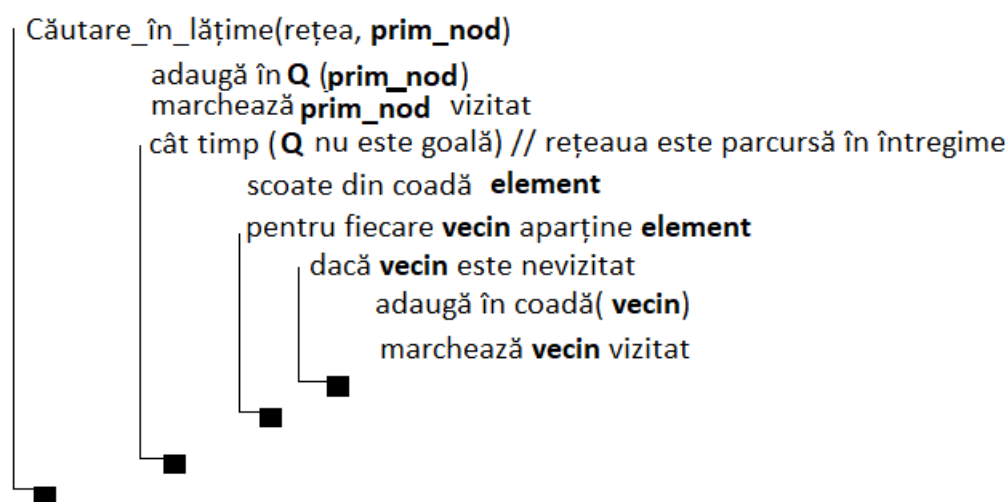 Căutare_în_lățime(rețea, prim_nod)
adaugă în Q (prim_nod)
marchează prim_nod vizitat
cât timp (Q nu este goală) // rețeaua este parcursă în întregime
scoate din coadă element
pentru fiecare vecin aparține element
dacă vecin este nevizitat
adaugă în coadă( vecin)
marchează vecin vizitat